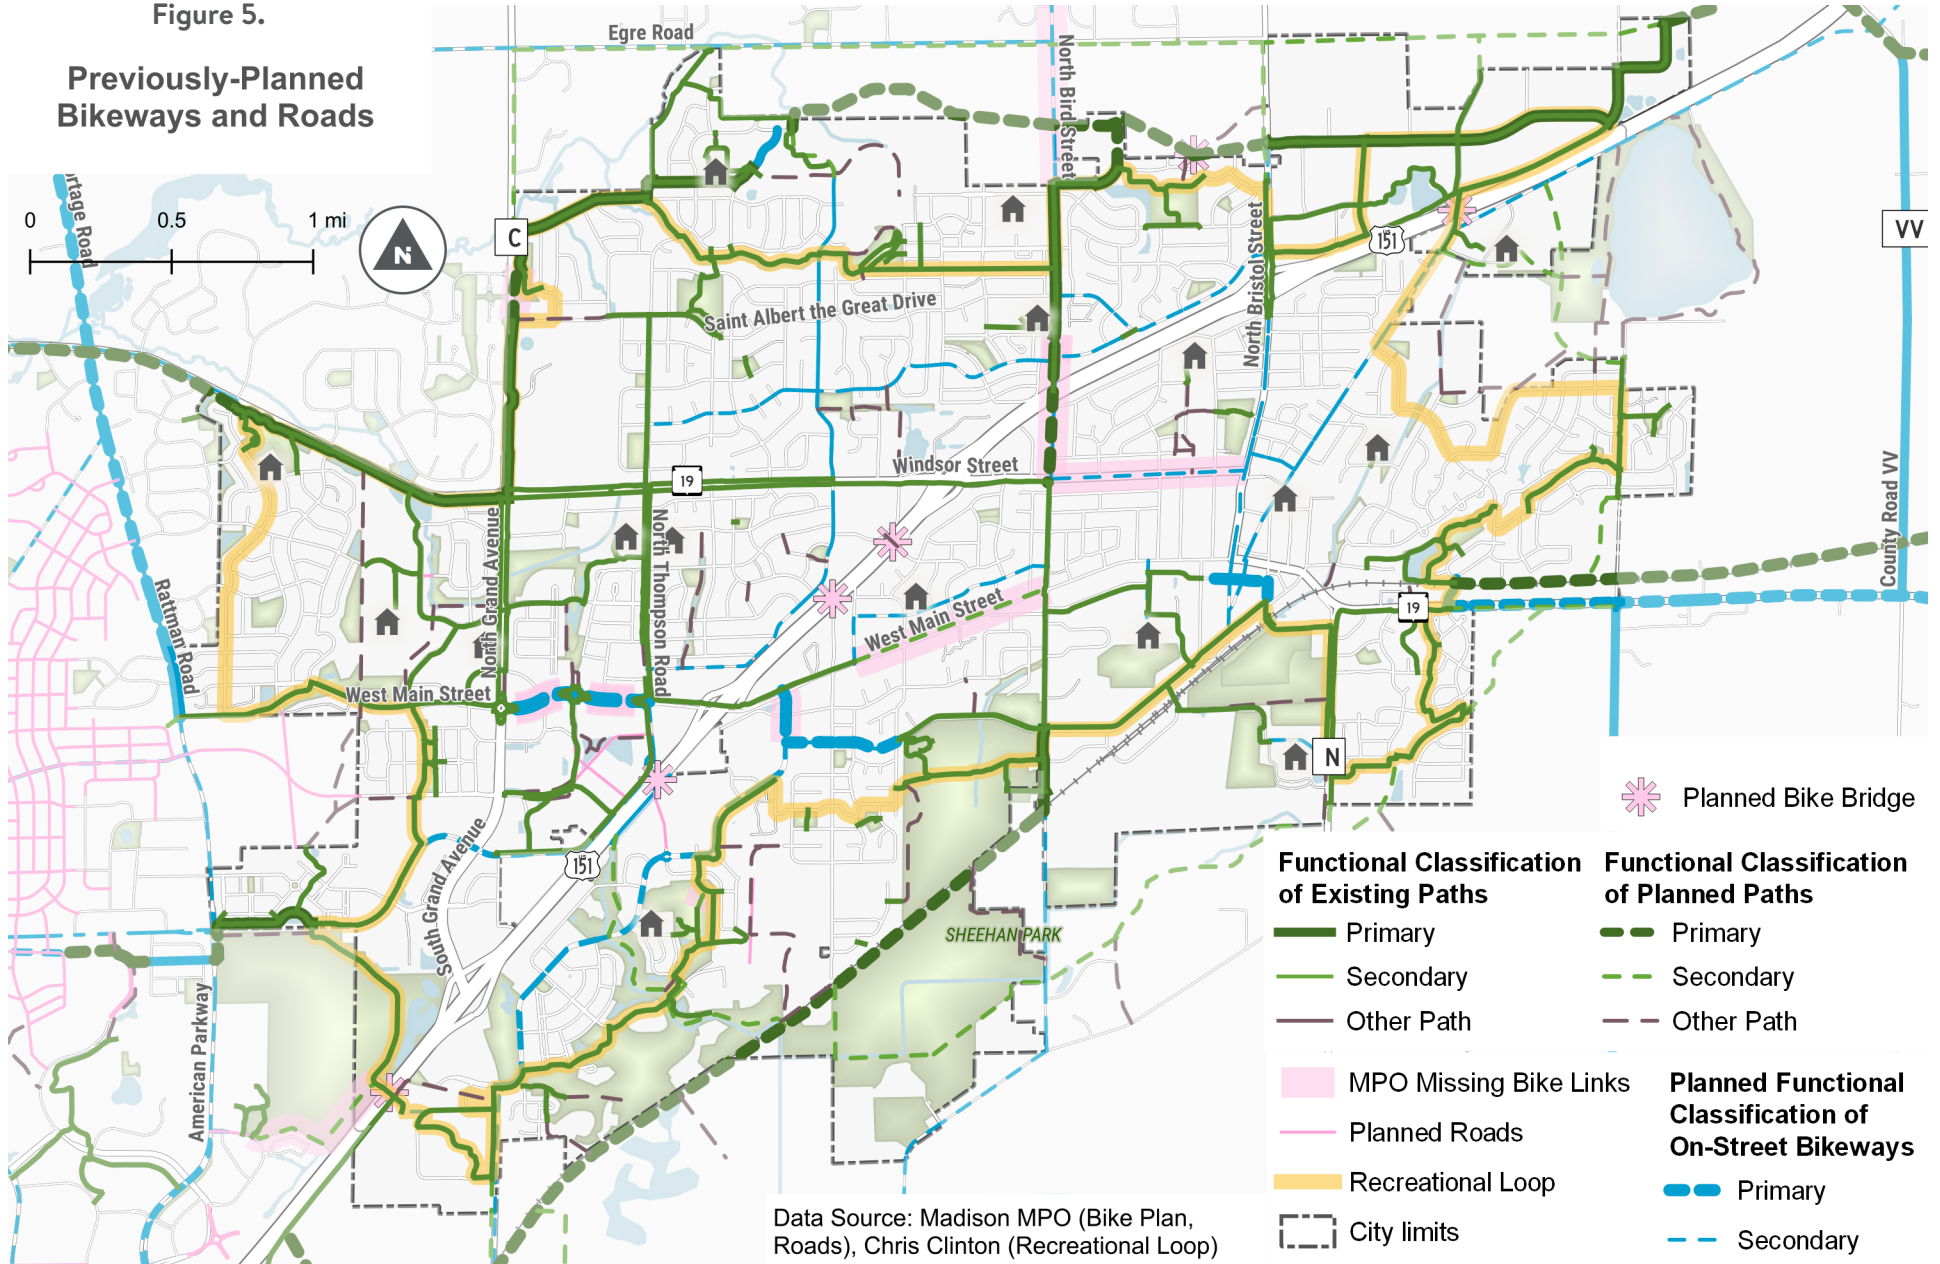 Figure 5.
Previously-Planned
Bikeways and Roads
Egre Road
North Bird Street
rtage Road
0
0.5
1 mi
N
C
151
VV
North Bristol Street
Saint Albert the Great Drive
Windsor Street
19
North Grand Avenue
North Thompson Road
County Road VV
Rattman Road
West Main Street
19
West Main Street
N
South Grand Avenue
151
SHEEHAN PARK
American Parkway
Planned Bike Bridge
Functional Classification
of Existing Paths
Primary
Secondary
Other Path
Functional Classification
of Planned Paths
Primary
Secondary
Other Path
MPO Missing Bike Links
Planned Roads
Recreational Loop
City limits
Planned Functional
Classification of
On-Street Bikeways
Primary
Secondary
Data Source: Madison MPO (Bike Plan,
Roads), Chris Clinton (Recreational Loop)